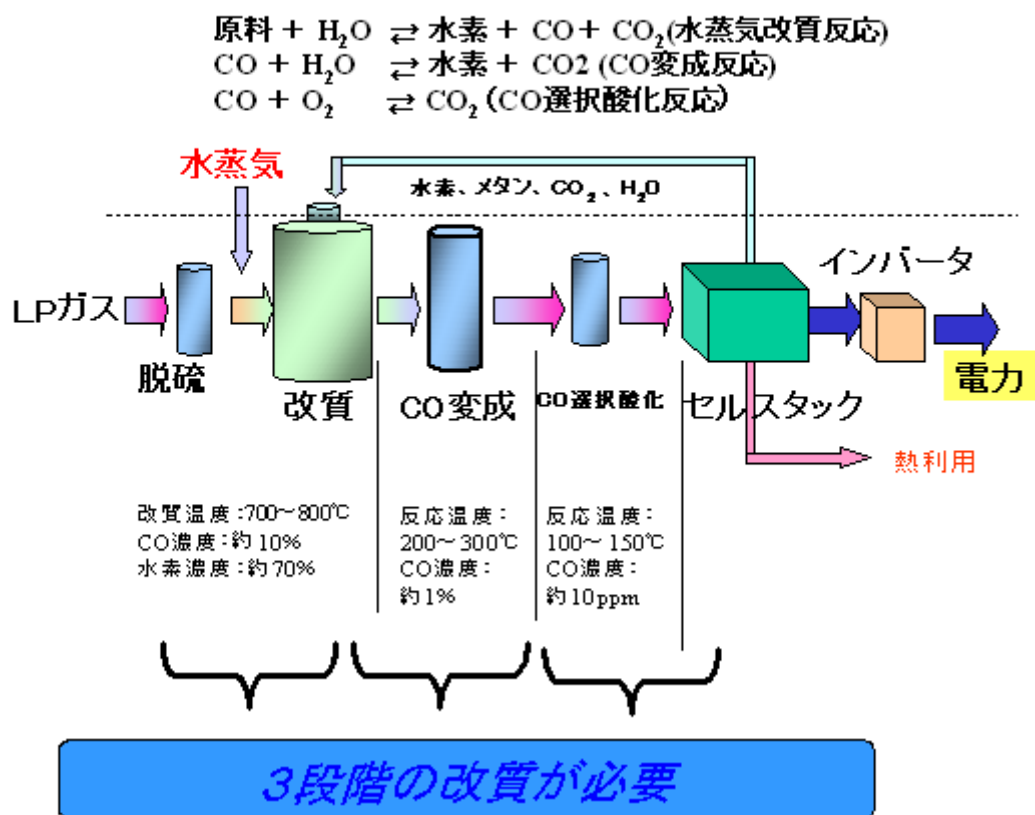 原料 + H₂O ⇄ 水素 + CO + CO₂(水蒸気改質反応)
CO + H₂O ⇄ 水素 + CO2 (CO変成反応)
CO + O₂ ⇄ CO₂ (CO選択酸化反応)
水蒸気
水素、メタン、CO₂、H₂O
インバータ
LPガス
脱硫
改質
CO変成
CO選択酸化
セルスタック
電力
熱利用
改質温度:700~800℃
CO濃度:約10%
水素濃度:約70%
反応温度:
200~300℃
CO濃度:
約1%
反応温度:
100~150℃
CO濃度:
約10ppm
3段階の改質が必要